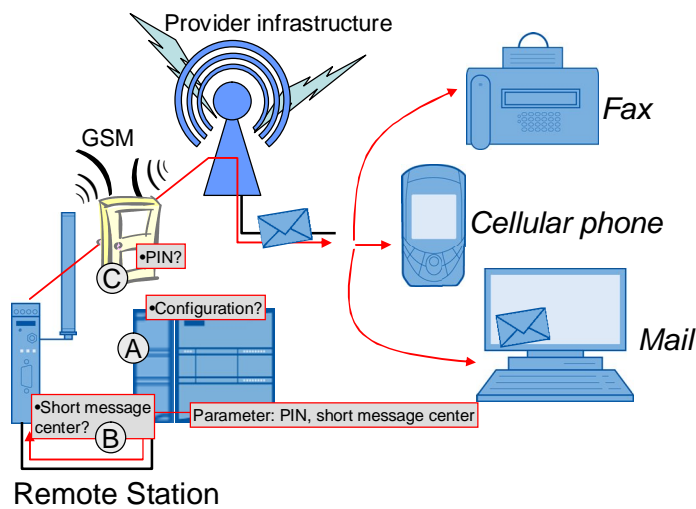 Provider infrastructure
Fax
GSM
Cellular phone
•PIN?
C
•Configuration?
A
Mail
•Short message
center?
B
Parameter: PIN, short message center
Remote Station